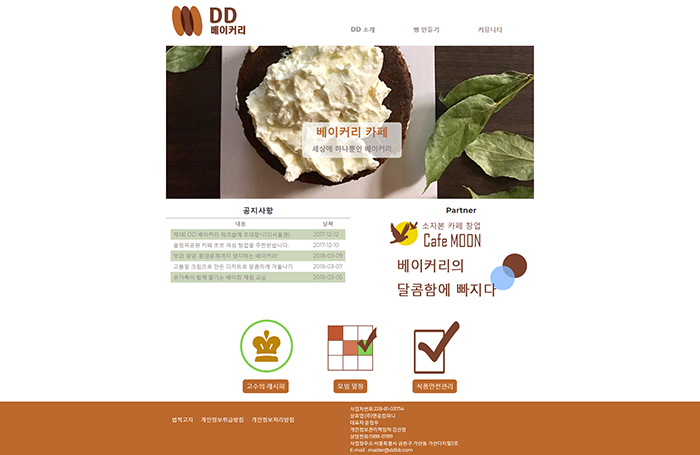 DD
베이커리
DD 소개
빵 만들기
커뮤니티
베이커리 카페
세상에 하나뿐인 베이커리
공지사항
내용 날짜
제1회 DD 베이커리 워크숍에 초대합니다(서울권). 2017-12-12
올림픽공원 카페 초보 여성 창업을 추천받습니다. 2017-12-10
맛과 영양, 환경문제까지 생각하는 베이커리! 2018-03-09
고품질 크림으로 만든 디저트로 달콤하게 겨울나기 2018-03-07
온가족이 함께 즐기는 베이킹 체험 교실 2018-03-05
Partner
소자본 카페 창업
Cafe MOON
베이커리의
달콤함에 빠지다
고수의 레시피
모임 일정
식품안전관리
법적고지
개인정보취급방침
개인정보처리방침
사업자번호:228-81-03754
상호명:(주)맨끝컴퍼니
대표자:윤정우
개인정보관리책임자:김선형
상담전화:1588-0789
사업장주소:서울특별시 금문구 가산동 가산디지털2로
E-mail : master@ddbb.com